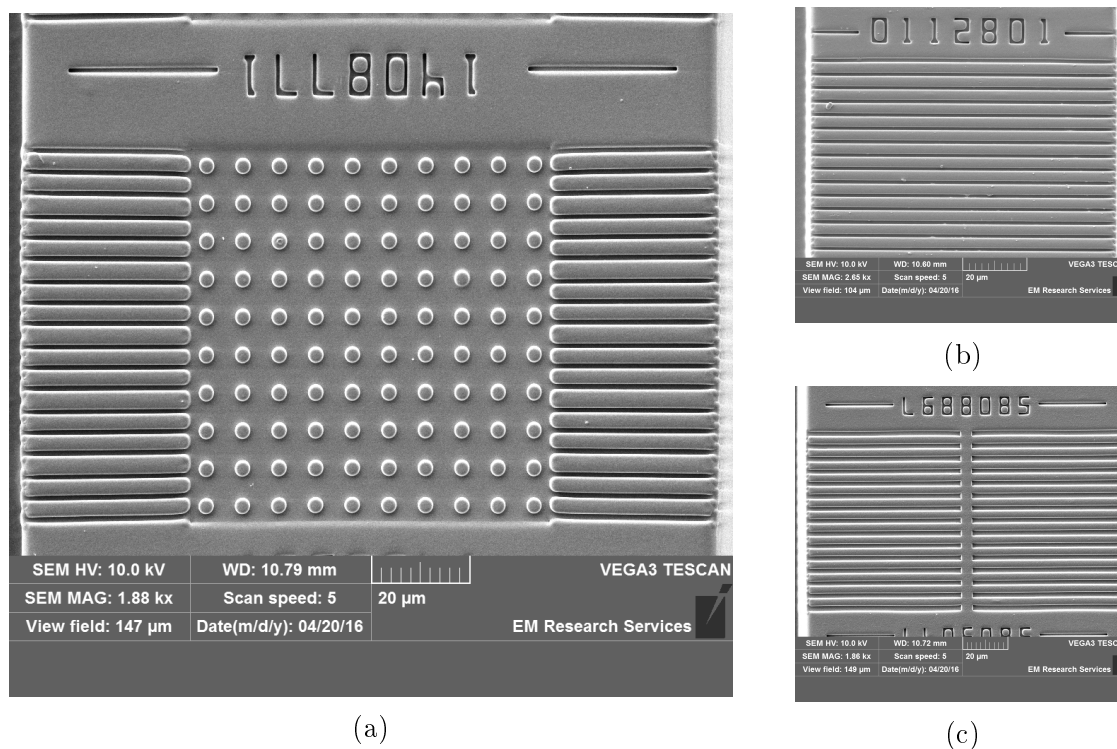 1LL80h1
SEM HV: 10.0 kV WD: 10.79 mm VEGA3 TESCAN
SEM MAG: 1.88 kx Scan speed: 5 20 µm
View field: 147 µm Date(m/d/y): 04/20/16 EM Research Services
(a)
0112801
SEM HV: 10.0 kV WD: 10.60 mm VEGA3 TESC
SEM MAG: 2.65 kx Scan speed: 5 20 µm
View field: 104 µm Date(m/d/y): 04/20/16 EM Research Services
(b)
L688085
SEM HV: 10.0 kV WD: 10.72 mm VEGA3 TESC
SEM MAG: 1.86 kx Scan speed: 5 20 µm
View field: 149 µm Date(m/d/y): 04/20/16 EM Research Services
(c)